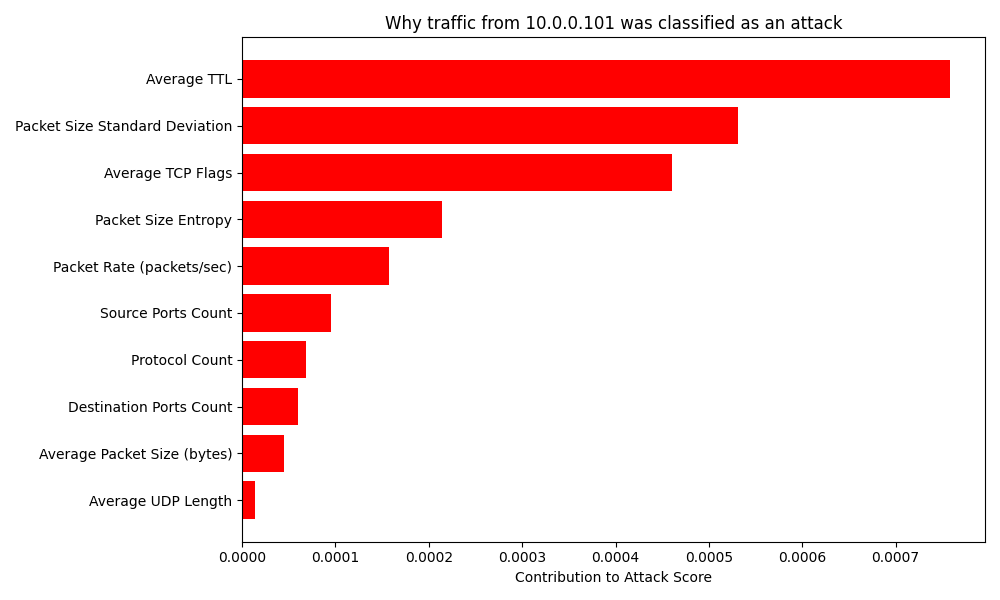 Why traffic from 10.0.0.101 was classified as an attack
Average TTL
Packet Size Standard Deviation
Average TCP Flags
Packet Size Entropy
Packet Rate (packets/sec)
Source Ports Count
Protocol Count
Destination Ports Count
Average Packet Size (bytes)
Average UDP Length
0.0000 0.0001 0.0002 0.0003 0.0004 0.0005 0.0006 0.0007
Contribution to Attack Score